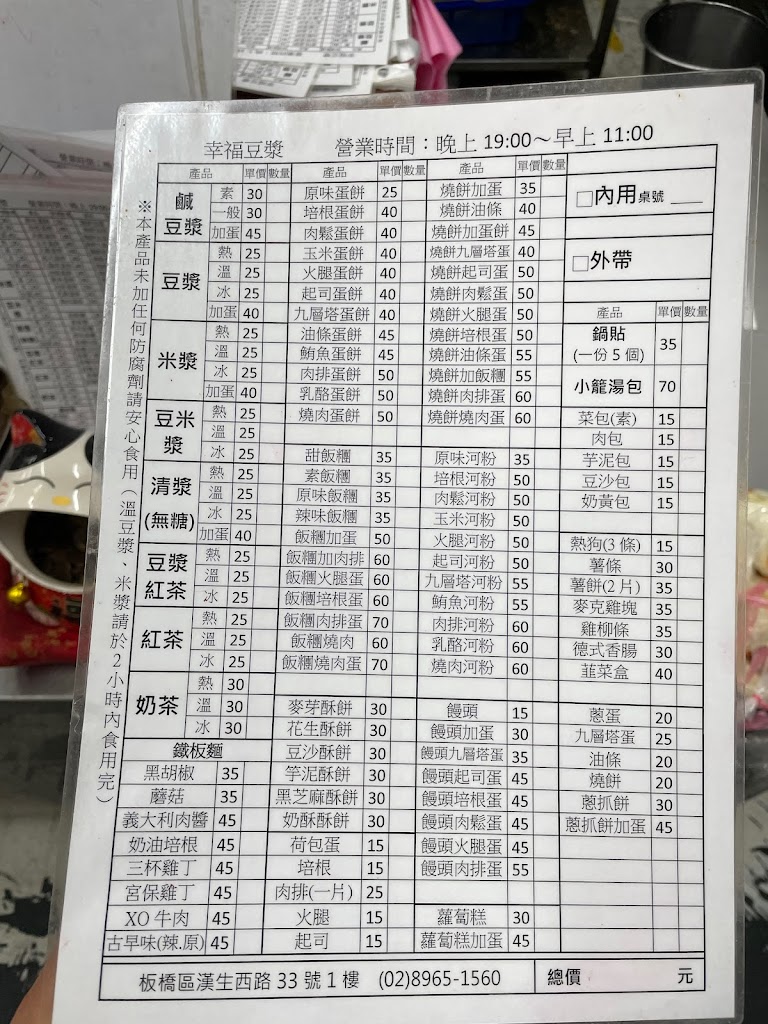 幸福豆漿 營業時間：晚上 19:00～早上 11:00
※本產品未加任何防腐劑請安心食用（溫豆漿、米漿請於2小時內食用完）
產品 單價 數量
鹹豆漿 素 30
一般 30
加蛋 45
豆漿 熱 25
溫 25
冰 25
加蛋 40
米漿 熱 25
溫 25
冰 25
加蛋 40
豆米漿 熱 25
溫 25
冰 25
清漿(無糖) 熱 25
溫 25
冰 25
加蛋 40
豆漿紅茶 熱 25
溫 25
冰 25
紅茶 熱 25
溫 25
冰 25
奶茶 熱 30
溫 30
冰 30
鐵板麵
黑胡椒 35
蘑菇 35
義大利肉醬 45
奶油培根 45
三杯雞丁 45
宮保雞丁 45
XO 牛肉 45
古早味(辣.原) 45
產品 單價 數量
原味蛋餅 25
培根蛋餅 40
肉鬆蛋餅 40
玉米蛋餅 40
火腿蛋餅 40
起司蛋餅 40
九層塔蛋餅 40
油條蛋餅 45
鮪魚蛋餅 45
肉排蛋餅 50
乳酪蛋餅 50
燒肉蛋餅 50
甜飯糰 35
素飯糰 35
原味飯糰 35
辣味飯糰 35
飯糰加蛋 50
飯糰加肉排 60
飯糰火腿蛋 60
飯糰培根蛋 60
飯糰肉排蛋 70
飯糰燒肉 60
飯糰燒肉蛋 70
麥芽酥餅 30
花生酥餅 30
豆沙酥餅 30
竽泥酥餅 30
黑芝麻酥餅 30
奶酥酥餅 30
荷包蛋 15
培根 15
肉排(一片) 25
火腿 15
起司 15
產品 單價 數量
燒餅加蛋 35
燒餅油條 40
燒餅加蛋餅 45
燒餅九層塔蛋 40
燒餅起司蛋 50
燒餅肉鬆蛋 50
燒餅火腿蛋 50
燒餅培根蛋 50
燒餅油條蛋 55
燒餅加飯糰 55
燒餅肉排蛋 60
燒餅燒肉蛋 60
原味河粉 35
培根河粉 50
肉鬆河粉 50
玉米河粉 50
火腿河粉 50
起司河粉 50
九層塔河粉 55
鮪魚河粉 55
肉排河粉 60
乳酪河粉 60
燒肉河粉 60
饅頭 15
饅頭加蛋 30
饅頭九層塔蛋 35
饅頭起司蛋 45
饅頭培根蛋 45
饅頭肉鬆蛋 45
饅頭火腿蛋 45
饅頭肉排蛋 55
蘿蔔糕 30
蘿蔔糕加蛋 45
□內用 桌號
□外帶
產品 單價 數量
鍋貼
(一份5個) 35
小籠湯包 70
菜包(素) 15
肉包 15
芋泥包 15
豆沙包 15
奶黃包 15
熱狗(3 條) 15
薯條 30
薯餅(2 片) 35
麥克雞塊 35
雞柳條 35
德式香腸 30
韮菜盒 40
蔥蛋 20
九層塔蛋 25
油條 20
燒餅 20
蔥抓餅 30
蔥抓餅加蛋 45
板橋區漢生西路 33 號 1 樓 (02)8965-1560
總價 元